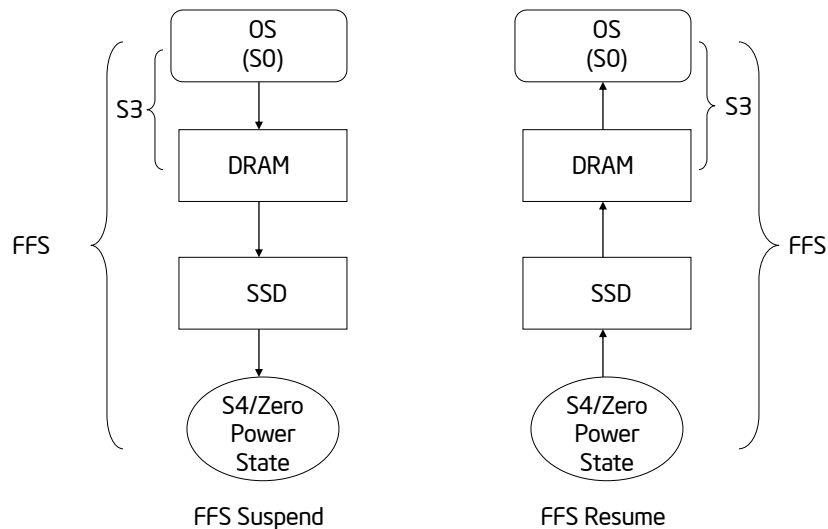 OS
(S0)
S3
DRAM
FFS
SSD
S4/Zero
Power
State
FFS Suspend
OS
(S0)
S3
DRAM
FFS
SSD
S4/Zero
Power
State
FFS Resume